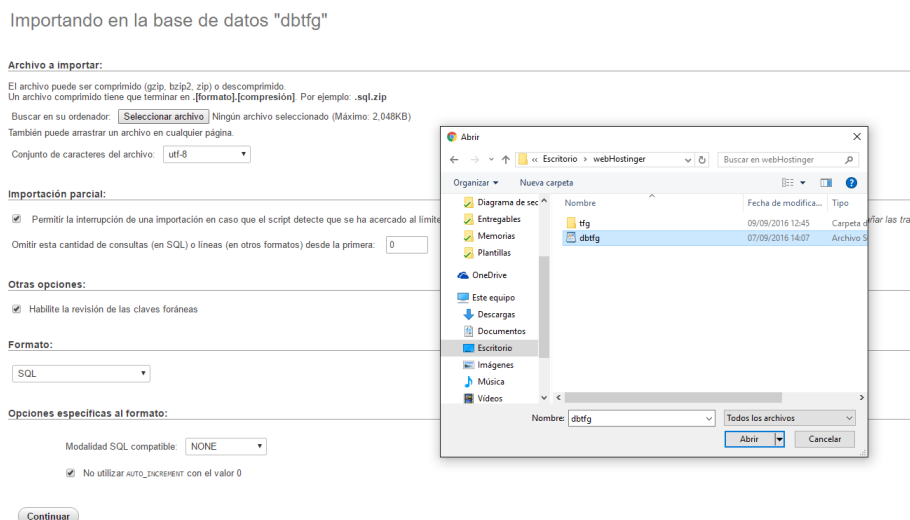 Importando en la base de datos "dbtfg"
Archivo a importar:
El archivo puede ser comprimido (gzip, bzip2, zip) o descomprimido.
Un archivo comprimido tiene que terminar en .[formato].[compresión]. Por ejemplo: .sql.zip
Buscar en su ordenador: Seleccionar archivo Ningún archivo seleccionado (Máximo: 2,048KB)
También puede arrastrar un archivo en cualquier página.
Conjunto de caracteres del archivo: utf-8
Importación parcial:
Permitir la interrupción de una importación en caso que el script detecte que se ha acercado al límite
ñar las tra
Omitir esta cantidad de consultas (en SQL) o líneas (en otros formatos) desde la primera: 0
Otras opciones:
Habilite la revisión de las claves foráneas
Formato:
SQL
Opciones específicas al formato:
Modalidad SQL compatible: NONE
No utilizar AUTO_INCREMENT con el valor 0
Continuar
Abrir
« Escritorio > webHostinger
Buscar en webHostinger
Organizar Nueva carpeta
Diagrama de sec
Entregables
Memorias
Plantillas
OneDrive
Este equipo
Descargas
Documentos
Escritorio
Imágenes
Música
Vídeos
Nombre Fecha de modifica... Tipo
tfg 09/09/2016 12:45 Carpeta d
dbtfg 07/09/2016 14:07 Archivo S
Nombre: dbtfg Todos los archivos
Abrir Cancelar